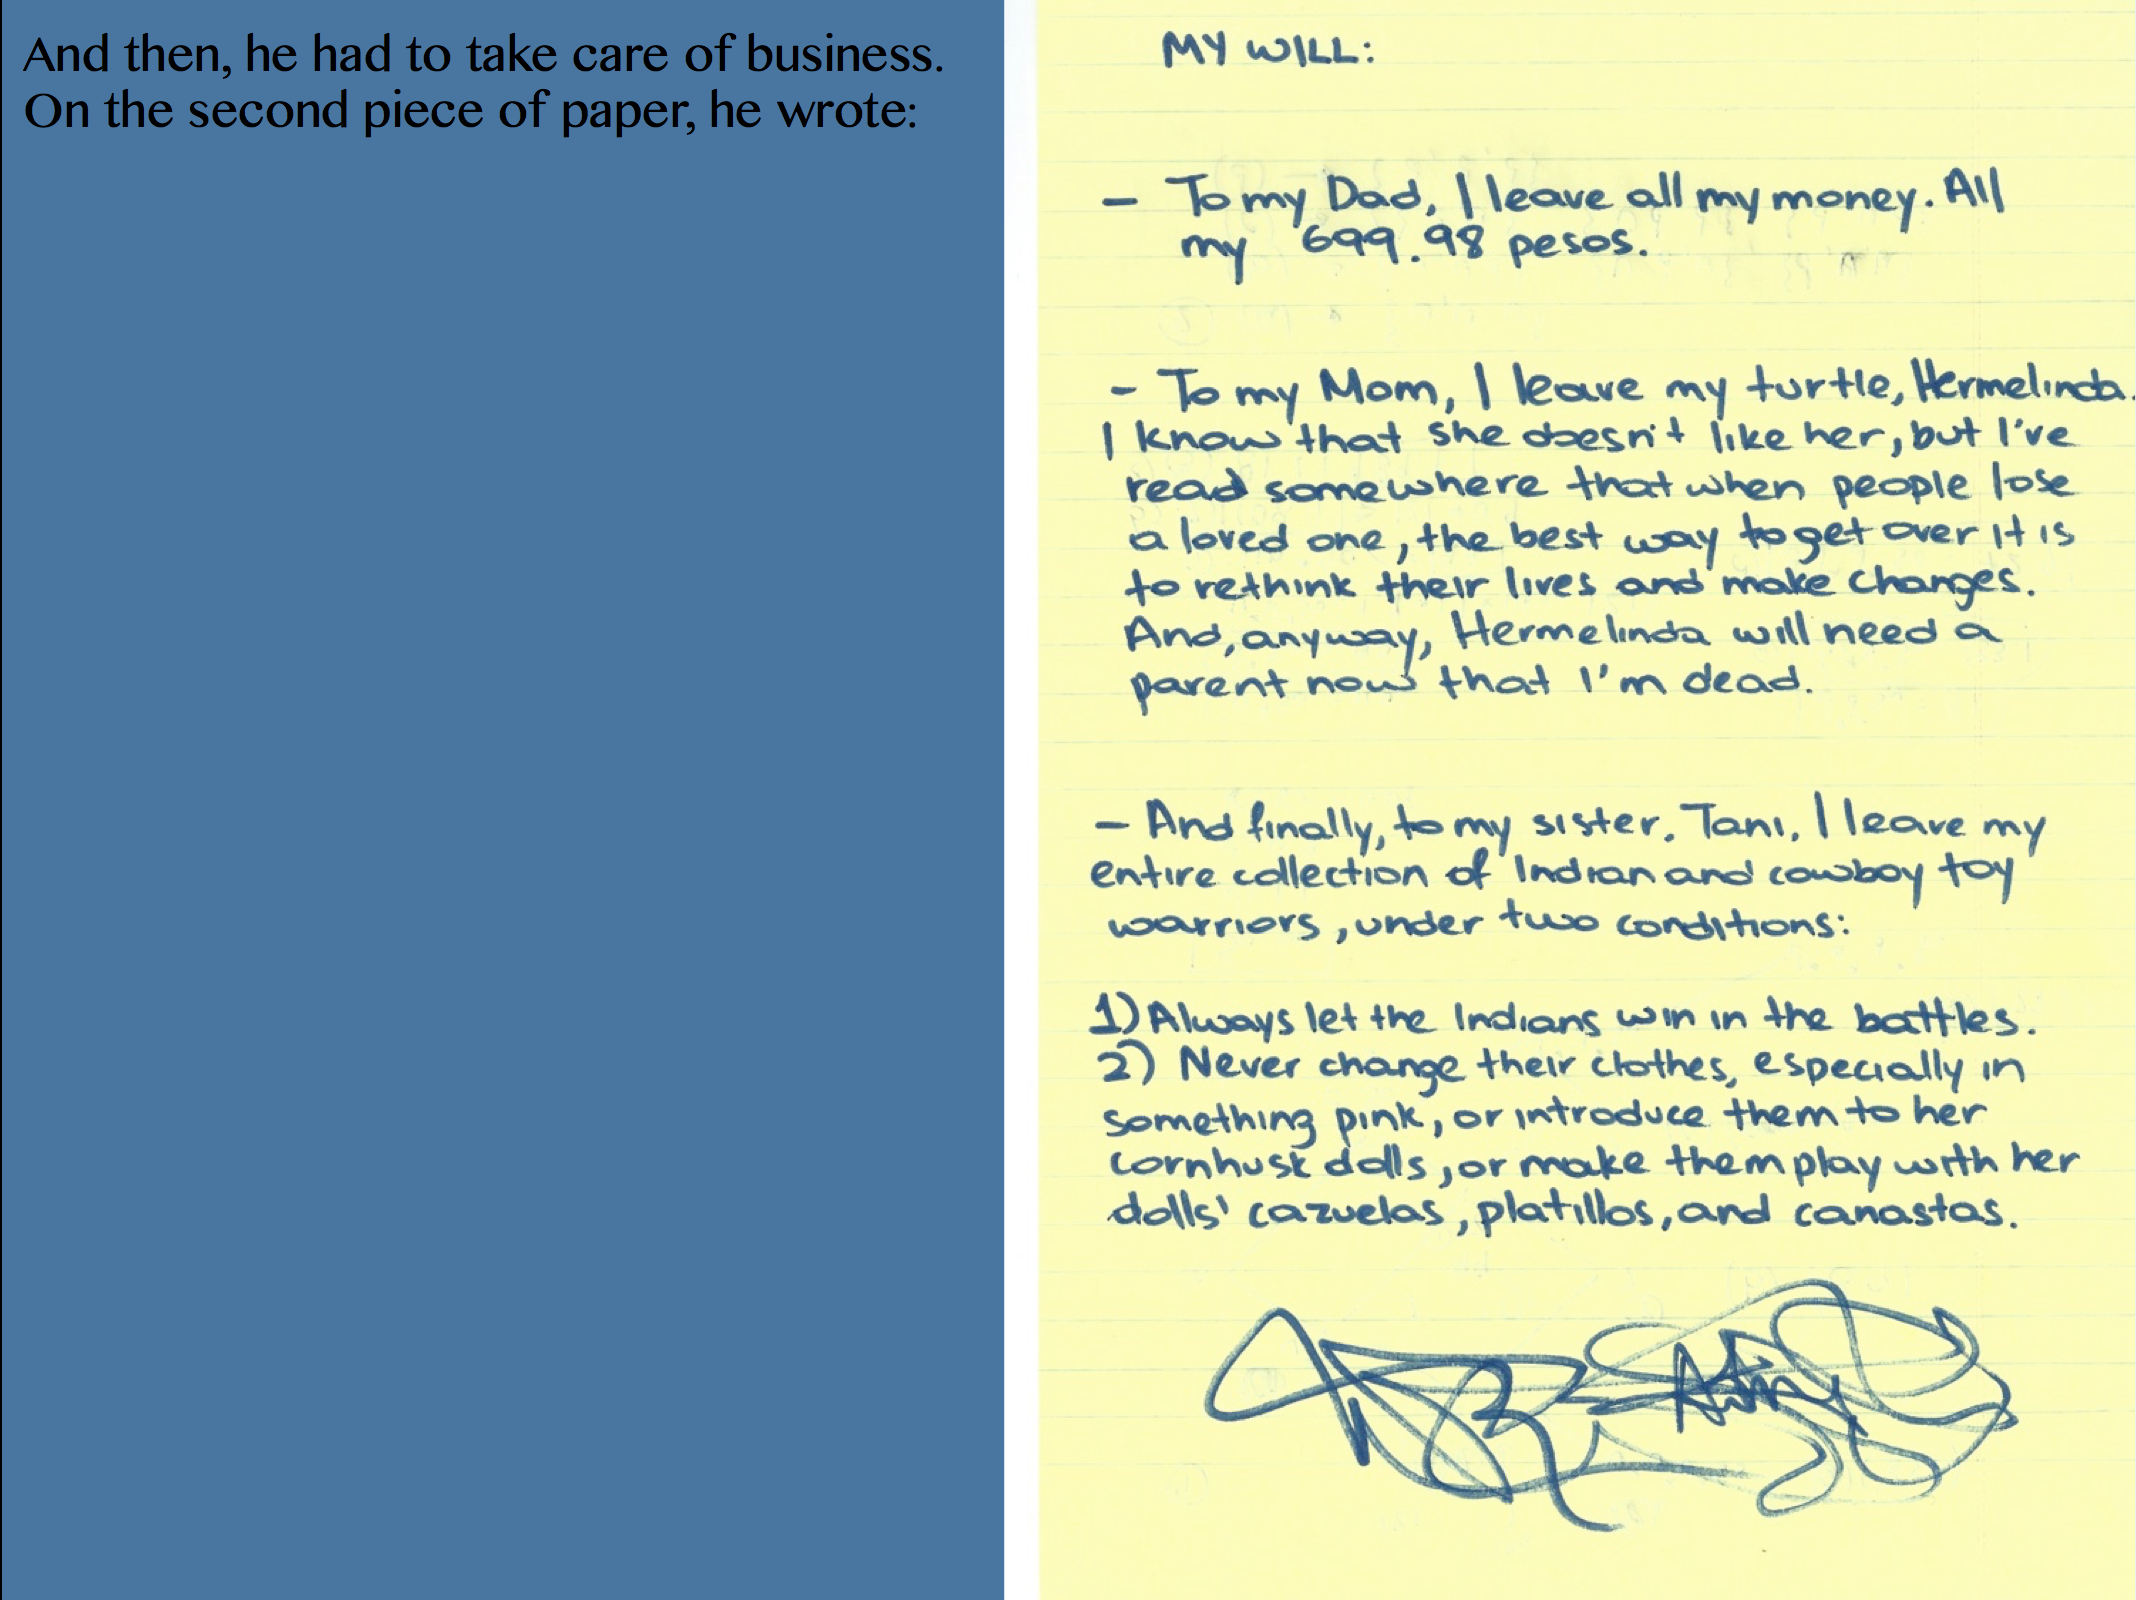 And then, he had to take care of business.
On the second piece of paper, he wrote:
MY WILL:
- To my Dad, I leave all my money. All
my 699.98 pesos.
- To my Mom, I leave my turtle, Hermelinda.
I know that she doesn't like her, but I've
read somewhere that when people lose
a loved one, the best way to get over it is
to rethink their lives and make changes.
And, anyway, Hermelinda will need a
parent now that I'm dead.
- And finally, to my sister, Tani, I leave my
entire collection of Indian and cowboy toy
warriors, under two conditions:
1) Always let the Indians win in the battles.
2) Never change their clothes, especially in
something pink, or introduce them to her
cornhusk dolls, or make them play with her
dolls' cazuelas, platillos, and canastas.